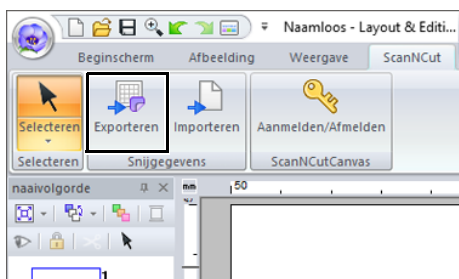 Naamloos - Layout & Editi...
Beginscherm Afbeelding Weergave ScanNCut
Selecteren Exporteren Importeren Aanmelden/Afmelden
Selecteren Snijgegevens ScanNCutCanvas
naaivolgorde mm 50
1